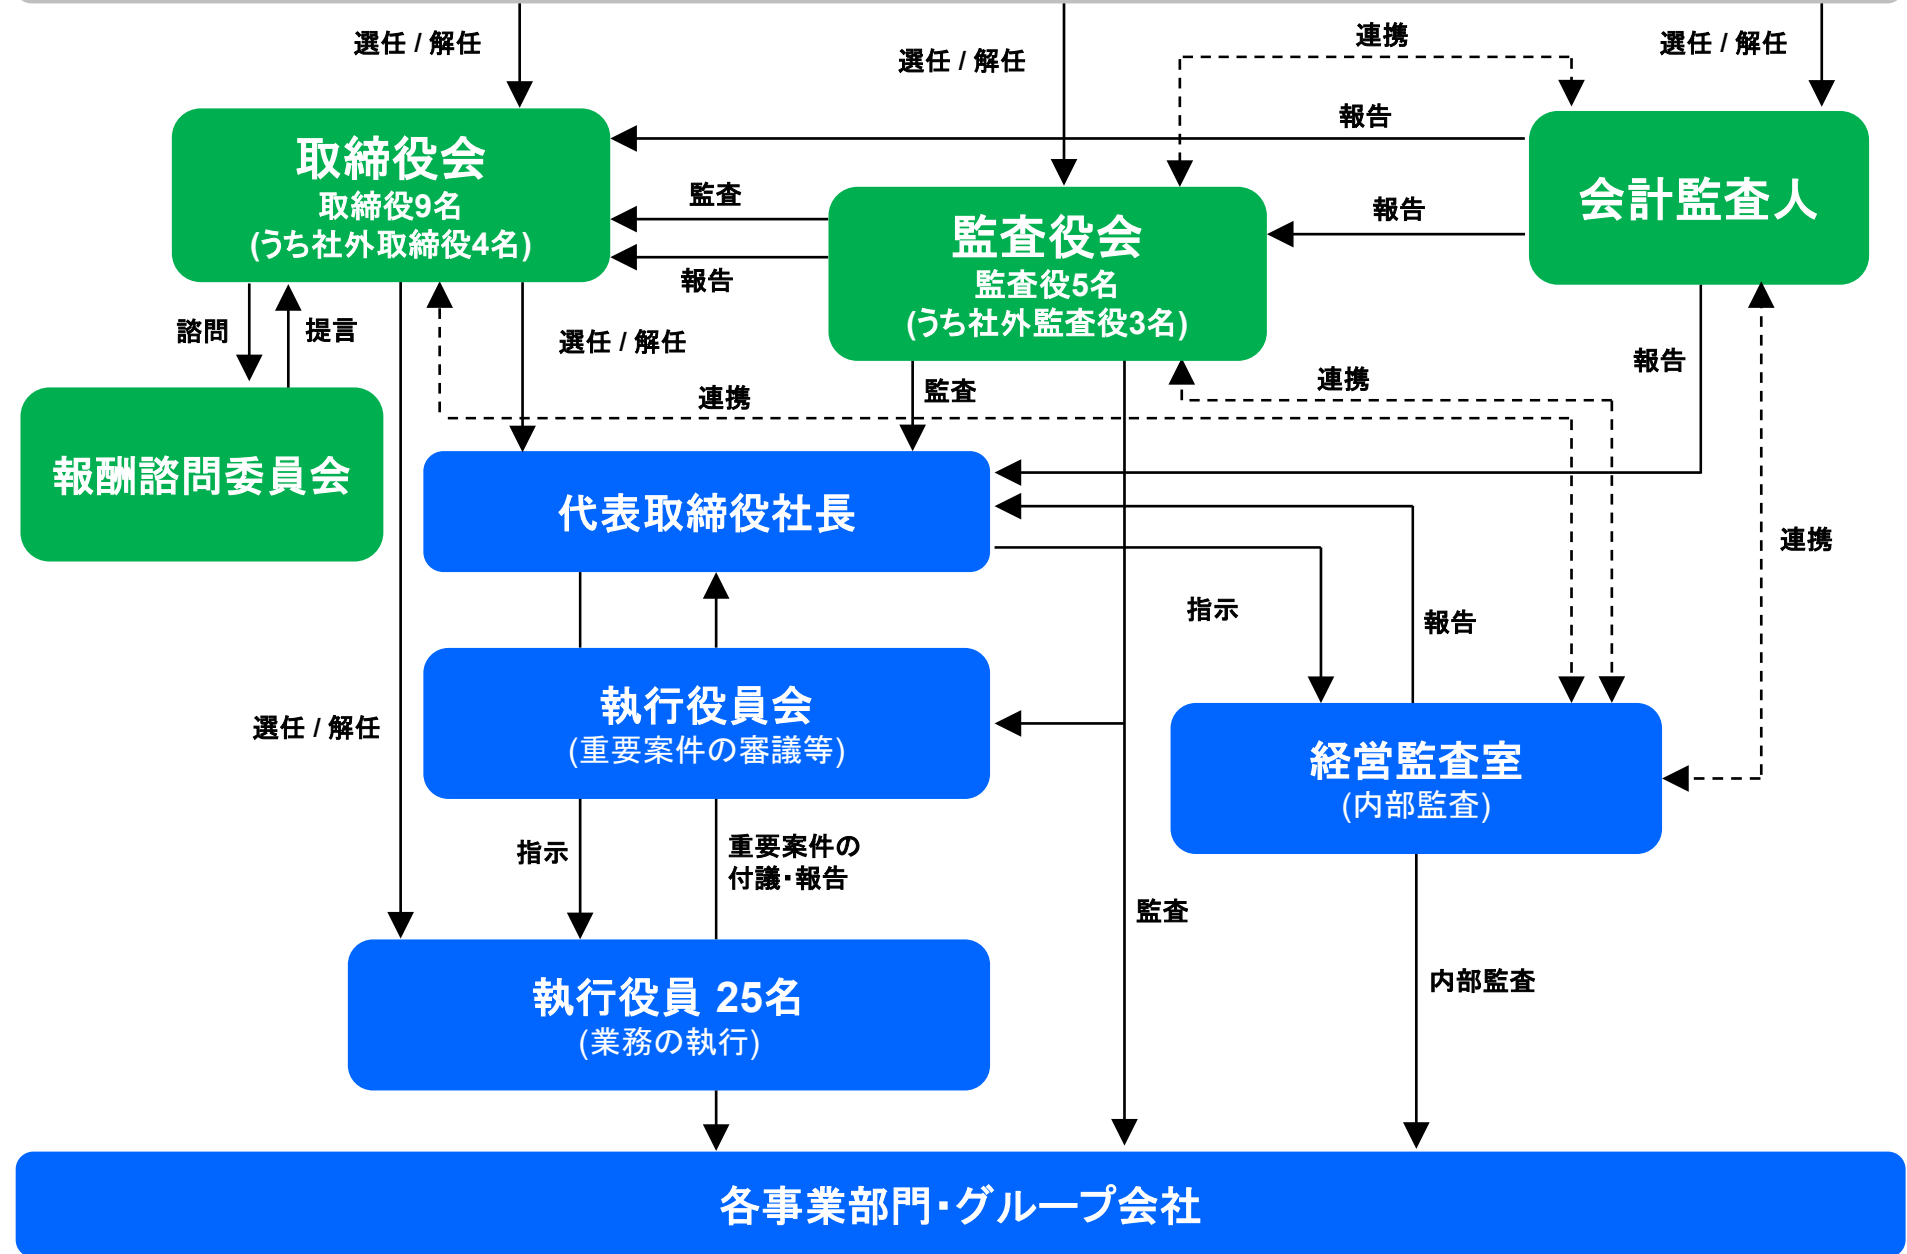 選任 / 解任
選任 / 解任
連携
選任 / 解任
取締役会
取締役9名
(うち社外取締役4名)
報告
監査
報告
監査役会
監査役5名
(うち社外監査役3名)
報告
会計監査人
諮問
提言
選任 / 解任
連携
監査
連携
報告
報酬諮問委員会
代表取締役社長
連携
指示
報告
選任 / 解任
執行役員会
(重要案件の審議等)
経営監査室
(内部監査)
指示
重要案件の
付議・報告
監査
内部監査
執行役員 25名
(業務の執行)
各事業部門・グループ会社